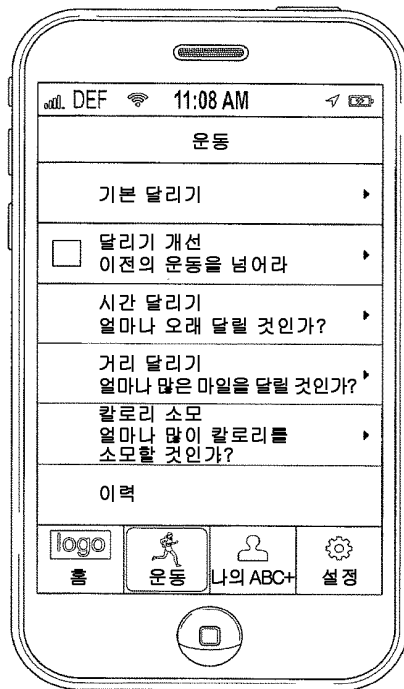 DEF 11:08 AM
운동
기본 달리기
달리기 개선
이전의 운동을 넘어라
시간 달리기
얼마나 오래 달릴 것인가?
거리 달리기
얼마나 많은 마일을 달릴 것인가?
칼로리 소모
얼마나 많이 칼로리를
소모할 것인가?
이력
logo
홈 운동 나의 ABC+ 설정